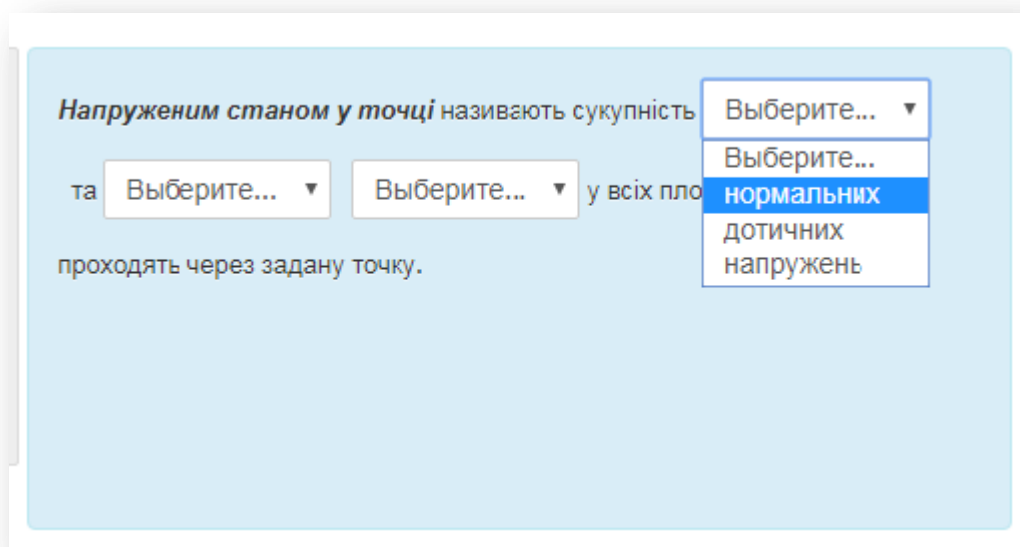 Напруженим станом у точці називають сукупність Выберите...
Выберите...
та Выберите... Выберите... у всіх пло нормальних
дотичних
проходять через задану точку. напружень